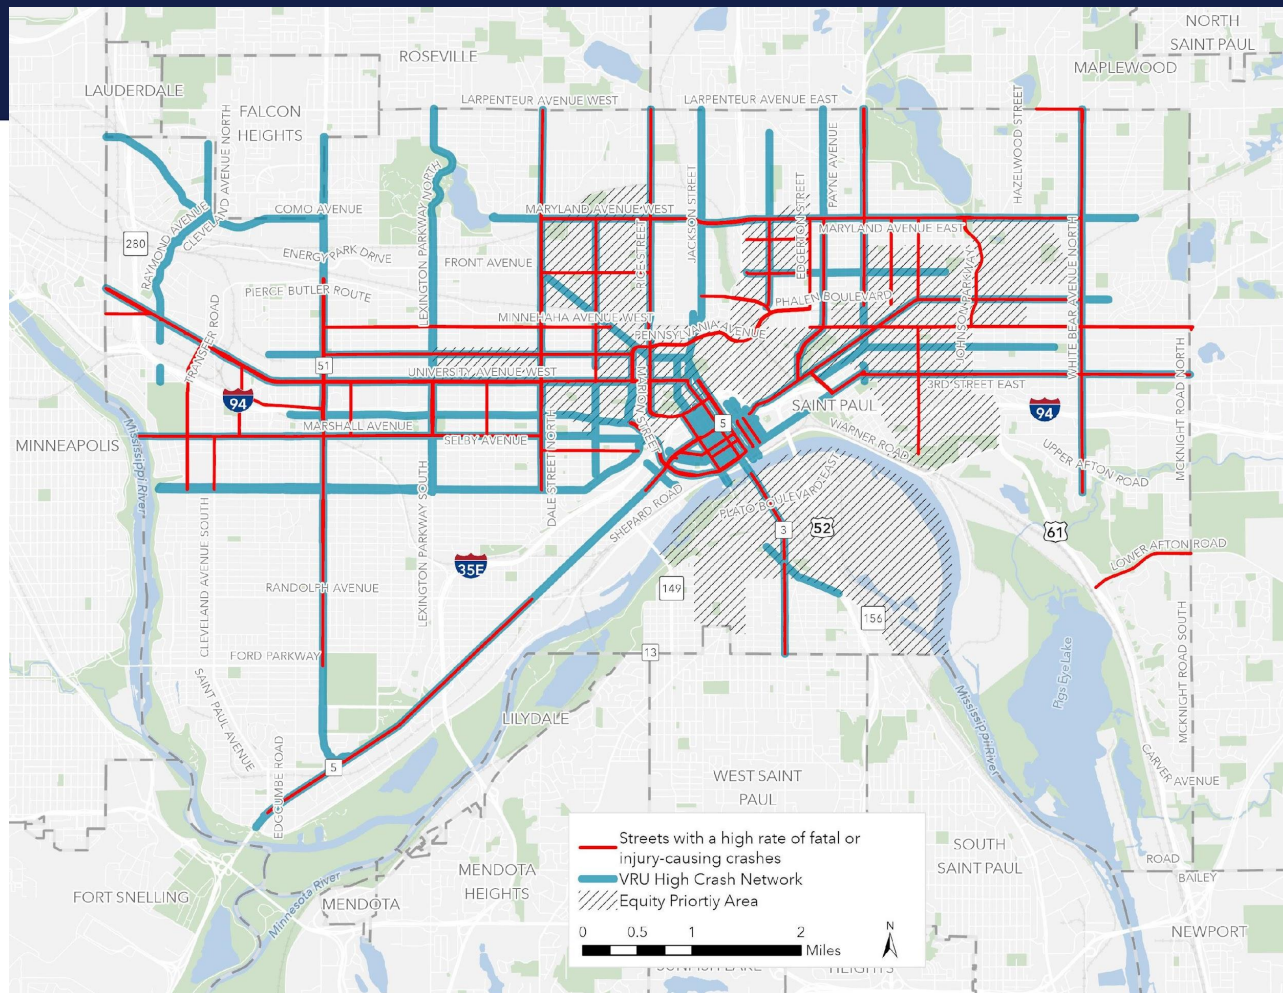 NORTH
SAINT PAUL
ROSEVILLE
MAPLEWOOD
LAUDERDALE
FALCON
HEIGHTS
LARPENTEUR AVENUE WEST
LARPENTEUR AVENUE EAST
HAZELWOOD STREET
CLEVELAND AVENUE NORTH
PAYNE AVENUE
JACKSON STREET
EDGERTON STREET
LEXINGTON PARKWAY NORTH
COMO AVENUE
MARYLAND AVENUE WEST
MARYLAND AVENUE EAST
RAYMOND AVENUE
280
ENERGY PARK DRIVE
FRONT AVENUE
RICE STREET
JOHNSON PARKWAY
WHITE BEAR AVENUE NORTH
PIERCE BUTLER ROUTE
PHALEN BOULEVARD
MINNEHAHA AVENUE WEST
PENNSYLVANIA AVENUE
TRANSFER ROAD
51
UNIVERSITY AVENUE WEST
MARION STREET
3RD STREET EAST
MCKNIGHT ROAD NORTH
94
SAINT PAUL
94
5
MARSHALL AVENUE
SELBY AVENUE
MINNEAPOLIS
Mississippi River
DALE STREET NORTH
WARNER ROAD
UPPER AFTON ROAD
SHEPARD ROAD
PLATO BOULEVARD EAST
CLEVELAND AVENUE SOUTH
LEXINGTON PARKWAY SOUTH
3
52
61
LOWER AFTON ROAD
35E
RANDOLPH AVENUE
149
156
FORD PARKWAY
13
SAINT PAUL AVENUE
Pigs Eye Lake
MCKNIGHT ROAD SOUTH
Mississippi River
LILYDALE
EDGCUMBE ROAD
5
CARVER AVENUE
WEST SAINT
PAUL
SOUTH
SAINT PAUL
ROAD
BAILEY
MENDOTA
HEIGHTS
FORT SNELLING
Minnesota River
MENDOTA
NEWPORT
Streets with a high rate of fatal or
injury-causing crashes
VRU High Crash Network
Equity Priortiy Area
0 0.5 1 2
Miles
N
HEIGHTS